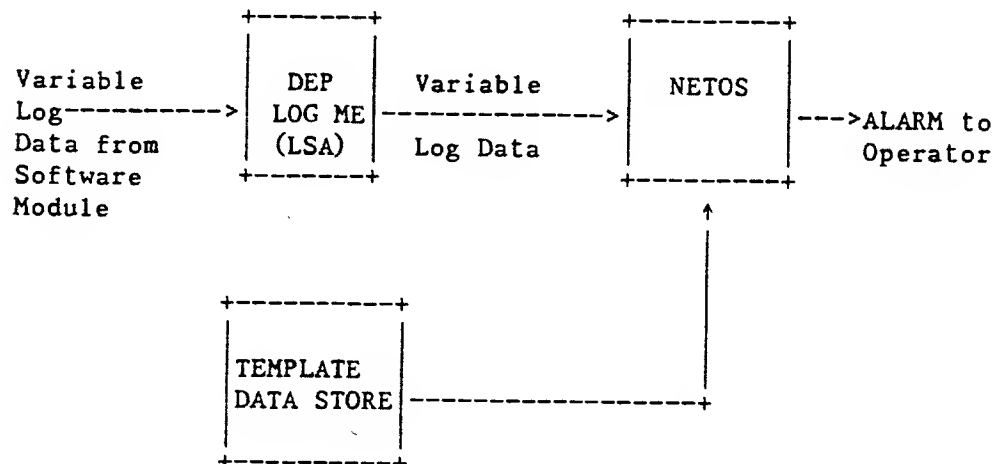 Variable
Log
Data from
Software
Module
DEP
LOG ME
(LSA)
Variable
Log Data
NETOS
ALARM to
Operator
TEMPLATE
DATA STORE